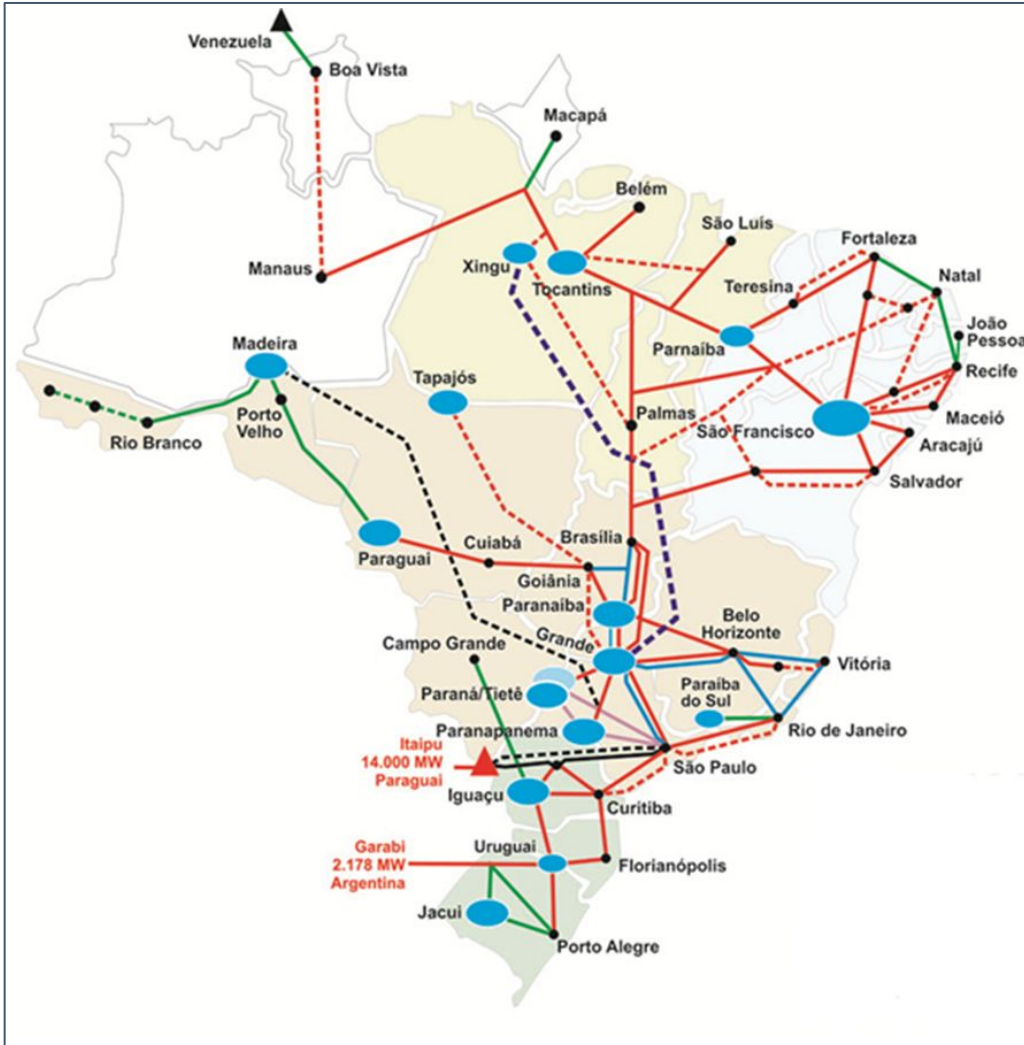 Venezuela
Boa Vista
Macapá
Belém
São Luís
Fortaleza
Manaus
Xingu
Tocantins
Teresina
Natal
João
Pessoa
Parnaíba
Madeira
Recife
Tapajós
Porto
Velho
Palmas
São Francisco
Maceió
Rio Branco
Aracajú
Salvador
Brasília
Cuiabá
Paraguai
Goiânia
Paranaíba
Belo
Horizonte
Grande
Campo Grande
Vitória
Paraná/Tietê
Paraíba
do Sul
Paranapanema
Rio de Janeiro
Itaipu
14.000 MW
Paraguai
São Paulo
Iguaçu
Curitiba
Garabi
2.178 MW
Argentina
Uruguai
Florianópolis
Jacui
Porto Alegre